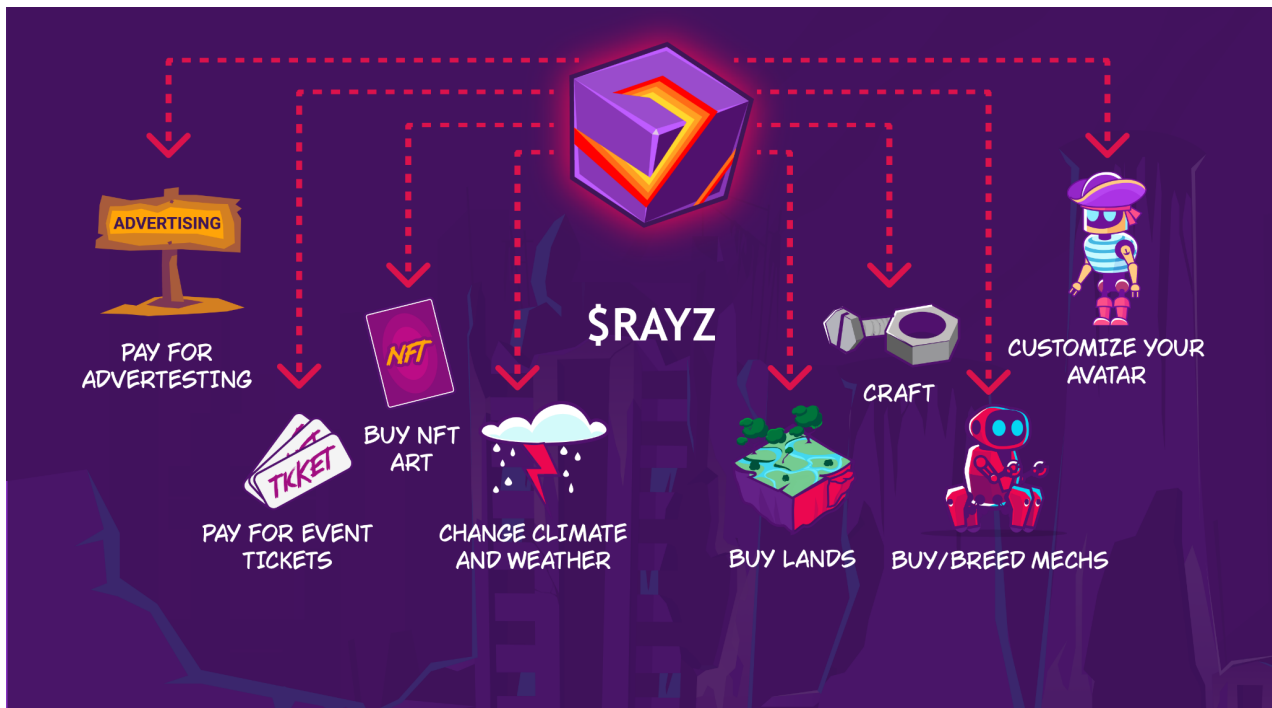 ADVERTISING
PAY FOR
ADVERTESTING
TICKET
PAY FOR EVENT
TICKETS
NFT
BUY NFT
ART
CHANGE CLIMATE
AND WEATHER
$RAYZ
BUY LANDS
CRAFT
BUY/BREED MECHS
CUSTOMIZE YOUR
AVATAR